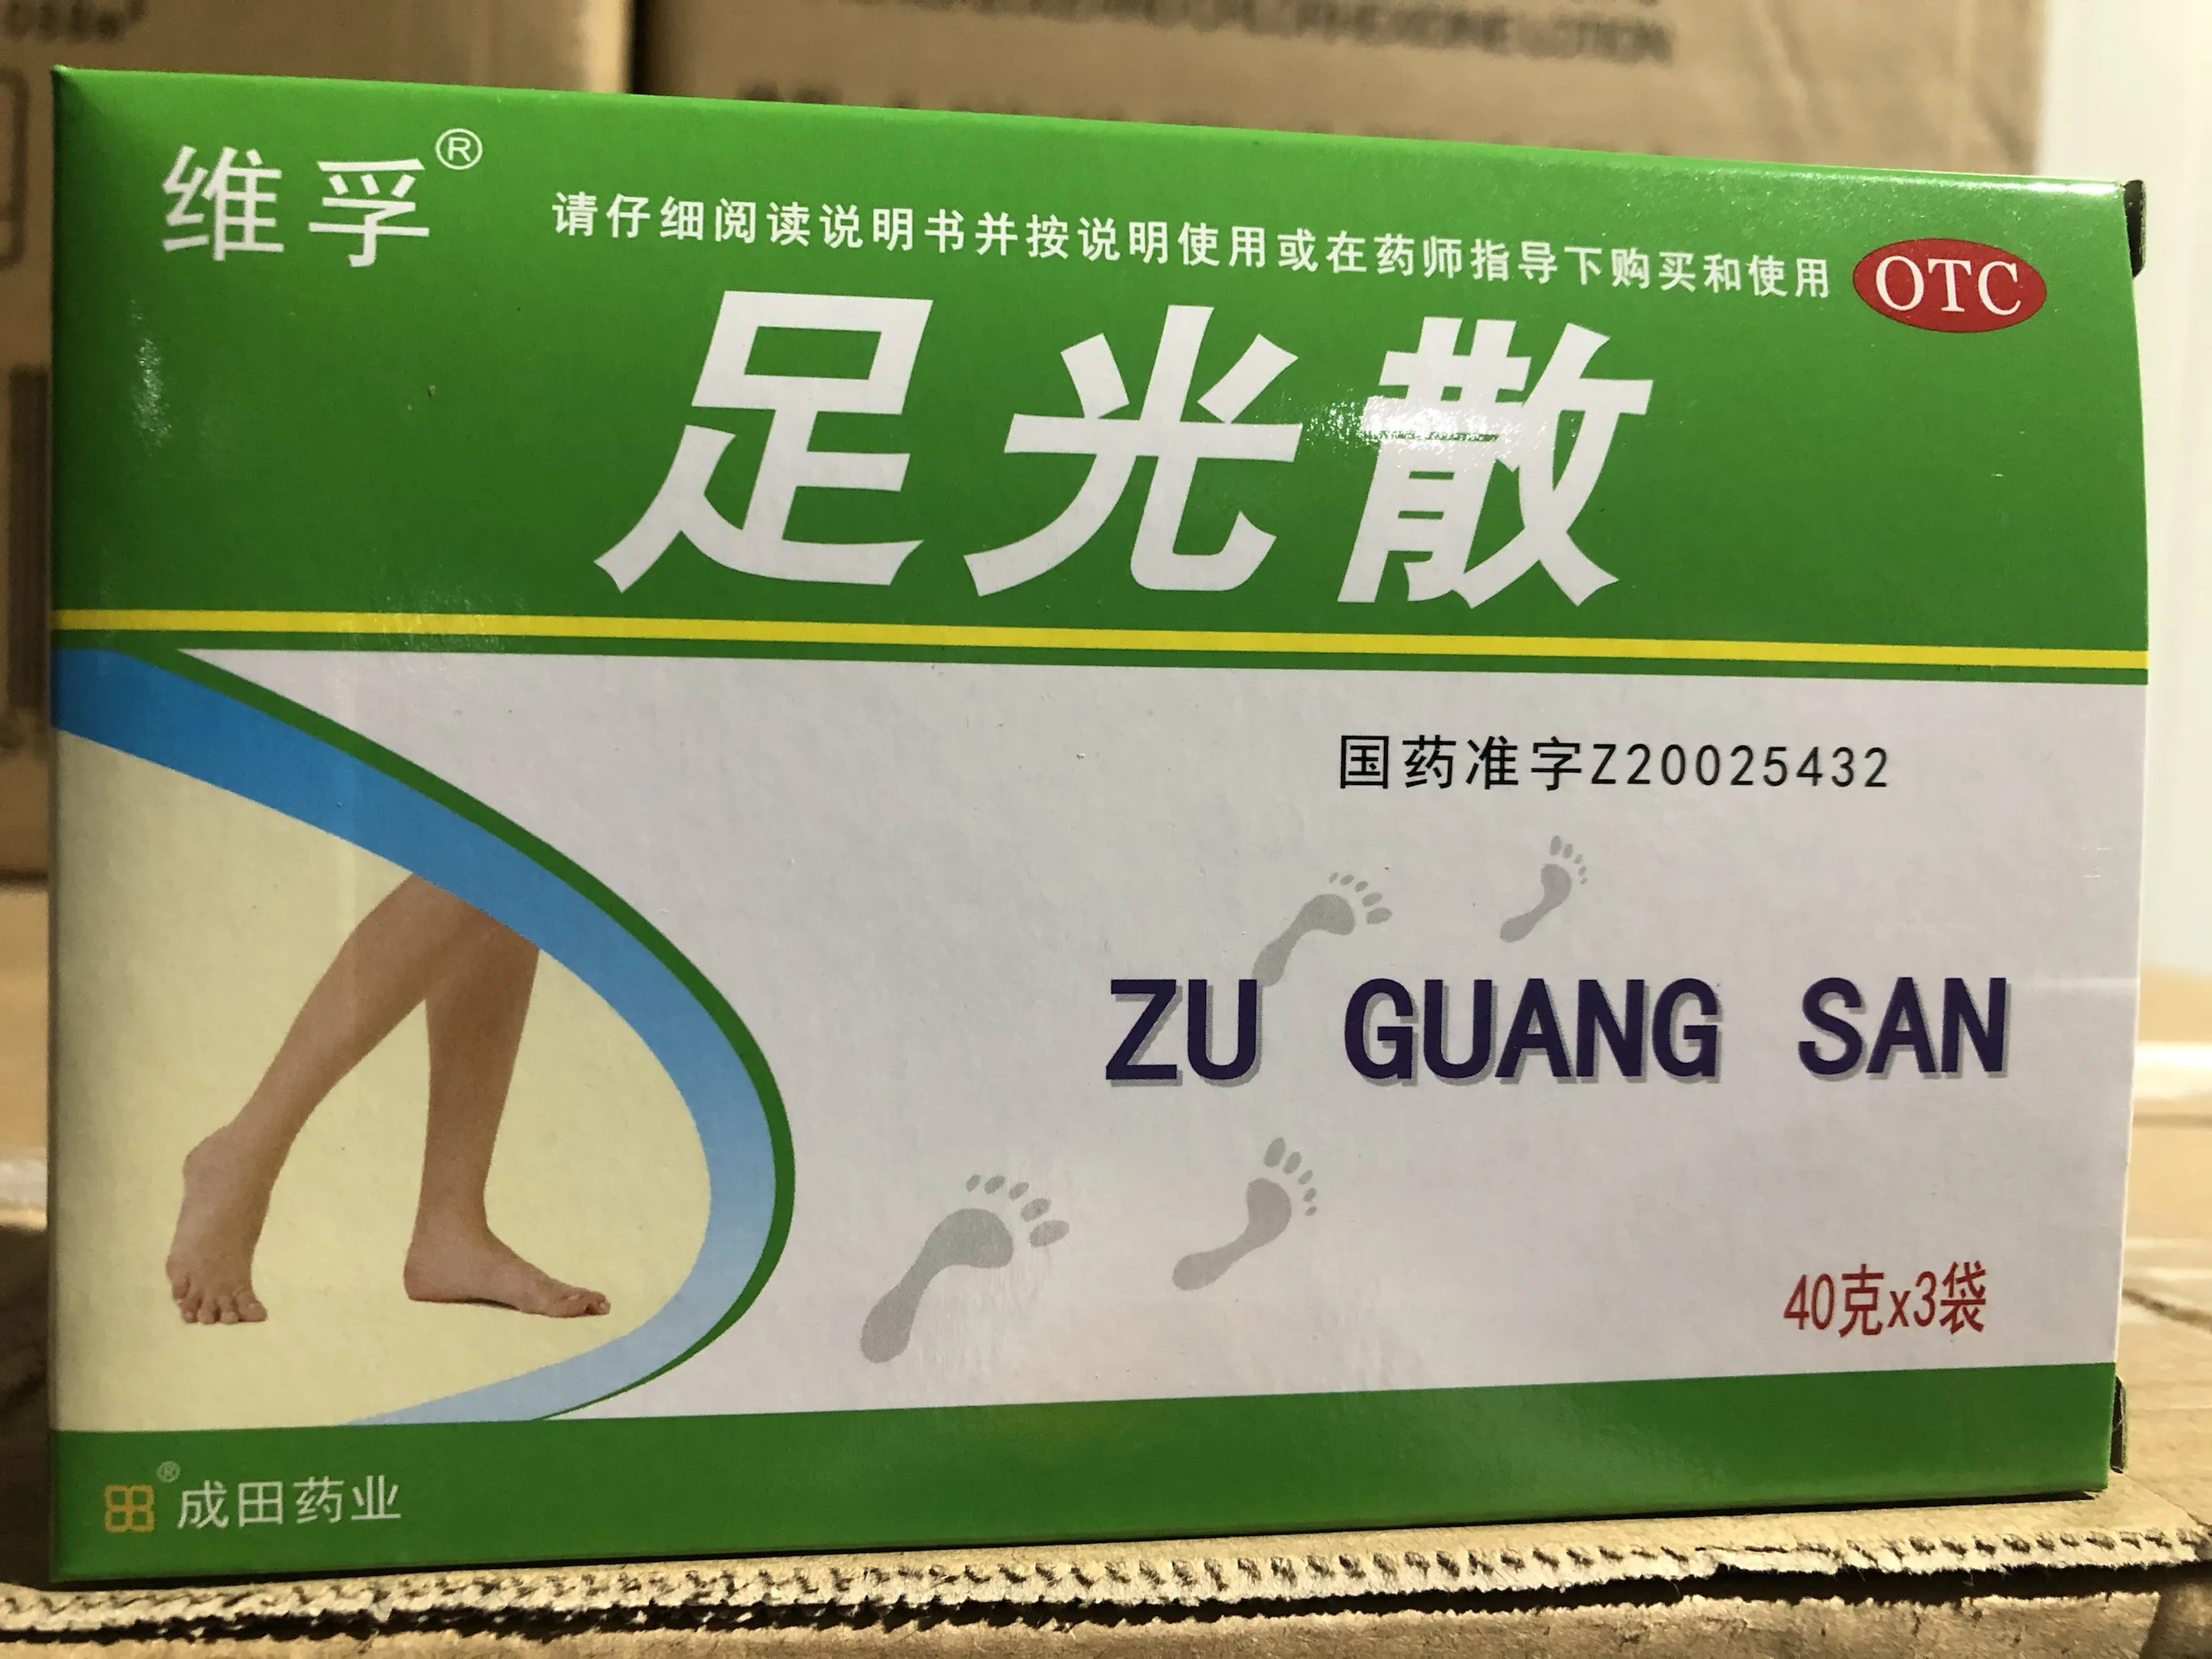 维孚®
请仔细阅读说明书并按说明使用或在药师指导下购买和使用
OTC
足光散
国药准字Z20025432
ZU GUANG SAN
40克x3袋
®成田药业
LOTION